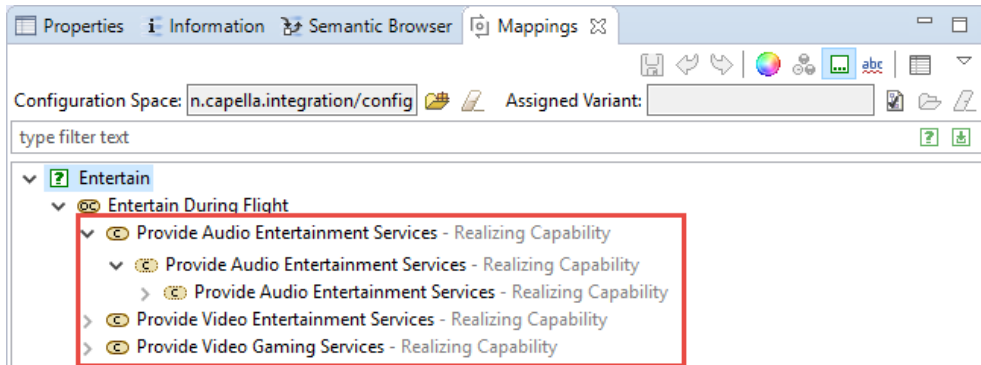 Properties Information Semantic Browser Mappings
abc
Configuration Space: n.capella.integration/config Assigned Variant:
type filter text
Entertain
OC Entertain During Flight
C Provide Audio Entertainment Services - Realizing Capability
C Provide Audio Entertainment Services - Realizing Capability
C Provide Audio Entertainment Services - Realizing Capability
C Provide Video Entertainment Services - Realizing Capability
C Provide Video Gaming Services - Realizing Capability